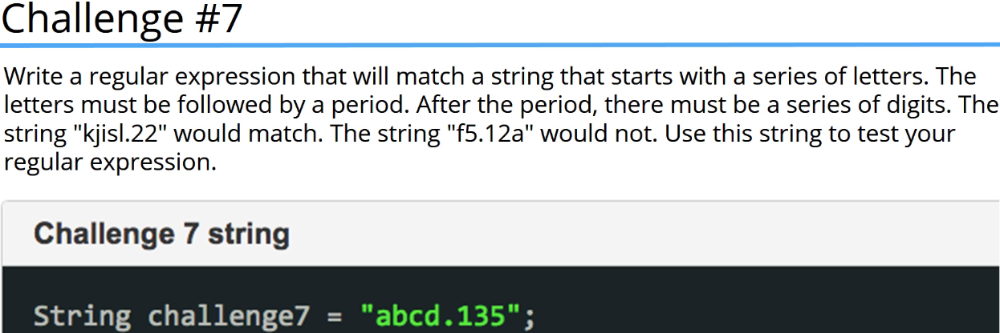 Challenge #7
Write a regular expression that will match a string that starts with a series of letters. The
letters must be followed by a period. After the period, there must be a series of digits. The
string "kjisl.22" would match. The string "f5.12a" would not. Use this string to test your
regular expression.
Challenge 7 string
String challenge7 = "abcd.135";